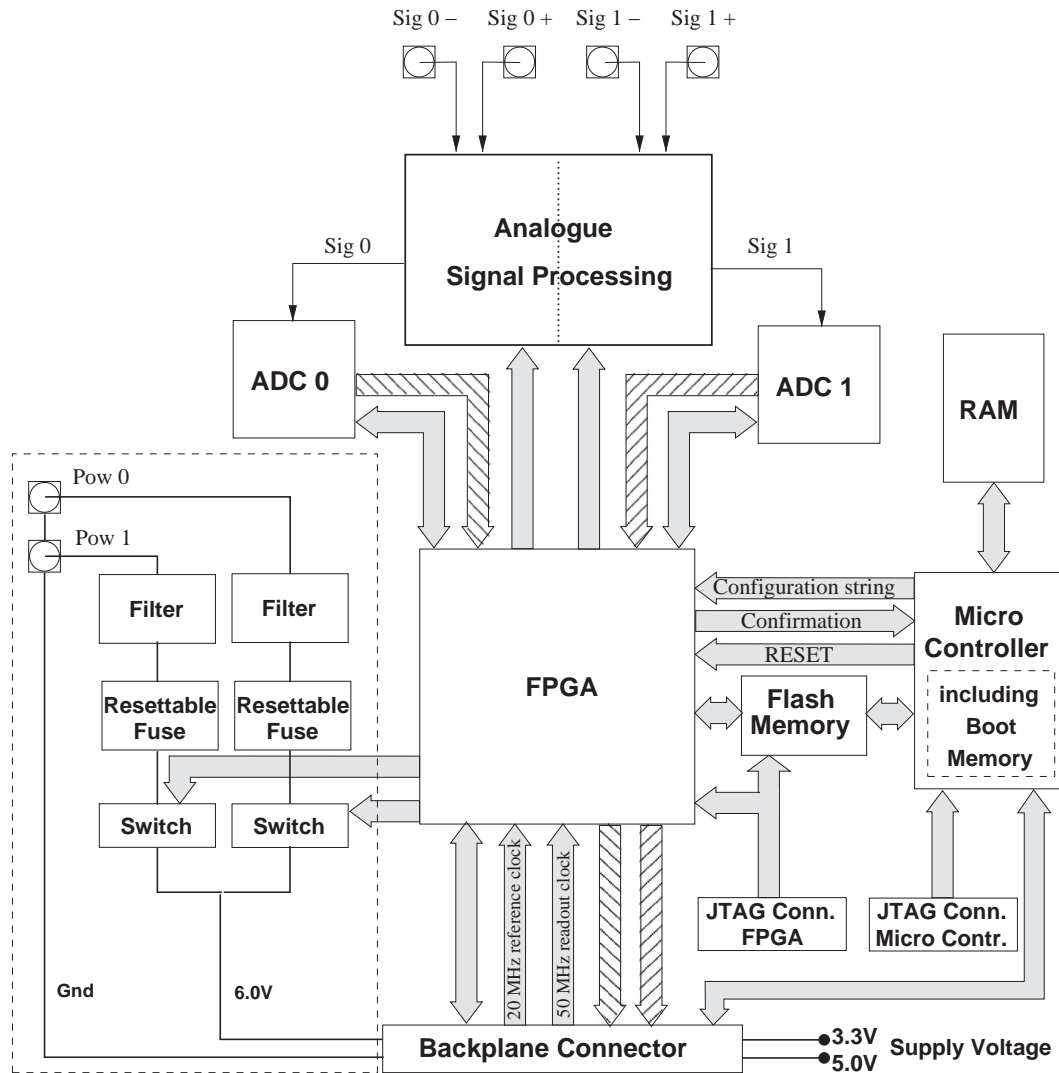 Sig 0 –
Sig 0 +
Sig 1 –
Sig 1 +
Analogue
Signal Processing
Sig 0
Sig 1
ADC 0
ADC 1
RAM
Pow 0
Pow 1
Filter
Filter
Resettable
Fuse
Resettable
Fuse
Switch
Switch
Gnd
6.0V
FPGA
Configuration string
Confirmation
RESET
Flash
Memory
Micro
Controller
including
Boot
Memory
20 MHz reference clock
50 MHz readout clock
JTAG Conn.
FPGA
JTAG Conn.
Micro Contr.
Backplane Connector
3.3V
5.0V
Supply Voltage